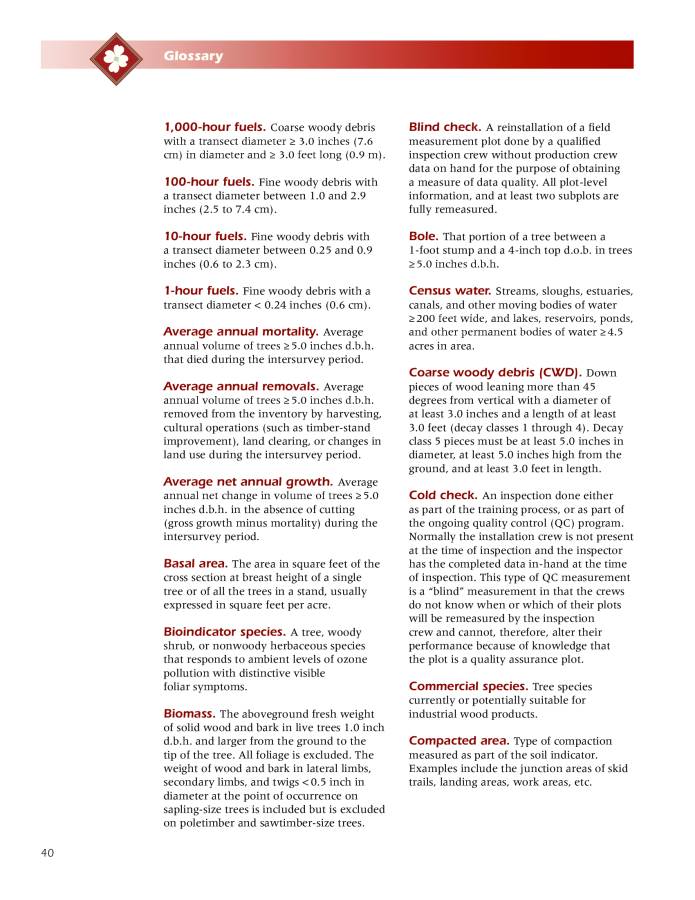 Glossary
1,000-hour fuels. Coarse woody debris
with a transect diameter ≥ 3.0 inches (7.6
cm) in diameter and ≥ 3.0 feet long (0.9 m).
100-hour fuels. Fine woody debris with
a transect diameter between 1.0 and 2.9
inches (2.5 to 7.4 cm).
10-hour fuels. Fine woody debris with
a transect diameter between 0.25 and 0.9
inches (0.6 to 2.3 cm).
1-hour fuels. Fine woody debris with a
transect diameter < 0.24 inches (0.6 cm).
Average annual mortality. Average
annual volume of trees ≥ 5.0 inches d.b.h.
that died during the intersurvey period.
Average annual removals. Average
annual volume of trees ≥ 5.0 inches d.b.h.
removed from the inventory by harvesting,
cultural operations (such as timber-stand
improvement), land clearing, or changes in
land use during the intersurvey period.
Average net annual growth. Average
annual net change in volume of trees ≥ 5.0
inches d.b.h. in the absence of cutting
(gross growth minus mortality) during the
intersurvey period.
Basal area. The area in square feet of the
cross section at breast height of a single
tree or of all the trees in a stand, usually
expressed in square feet per acre.
Bioindicator species. A tree, woody
shrub, or nonwoody herbaceous species
that responds to ambient levels of ozone
pollution with distinctive visible
foliar symptoms.
Biomass. The aboveground fresh weight
of solid wood and bark in live trees 1.0 inch
d.b.h. and larger from the ground to the
tip of the tree. All foliage is excluded. The
weight of wood and bark in lateral limbs,
secondary limbs, and twigs < 0.5 inch in
diameter at the point of occurrence on
sapling-size trees is included but is excluded
on poletimber and sawtimber-size trees.
Blind check. A reinstallation of a field
measurement plot done by a qualified
inspection crew without production crew
data on hand for the purpose of obtaining
a measure of data quality. All plot-level
information, and at least two subplots are
fully remeasured.
Bole. That portion of a tree between a
1-foot stump and a 4-inch top d.o.b. in trees
≥ 5.0 inches d.b.h.
Census water. Streams, sloughs, estuaries,
canals, and other moving bodies of water
≥ 200 feet wide, and lakes, reservoirs, ponds,
and other permanent bodies of water ≥ 4.5
acres in area.
Coarse woody debris (CWD). Down
pieces of wood leaning more than 45
degrees from vertical with a diameter of
at least 3.0 inches and a length of at least
3.0 feet (decay classes 1 through 4). Decay
class 5 pieces must be at least 5.0 inches in
diameter, at least 5.0 inches high from the
ground, and at least 3.0 feet in length.
Cold check. An inspection done either
as part of the training process, or as part of
the ongoing quality control (QC) program.
Normally the installation crew is not present
at the time of inspection and the inspector
has the completed data in-hand at the time
of inspection. This type of QC measurement
is a “blind” measurement in that the crews
do not know when or which of their plots
will be remeasured by the inspection
crew and cannot, therefore, alter their
performance because of knowledge that
the plot is a quality assurance plot.
Commercial species. Tree species
currently or potentially suitable for
industrial wood products.
Compacted area. Type of compaction
measured as part of the soil indicator.
Examples include the junction areas of skid
trails, landing areas, work areas, etc.
40